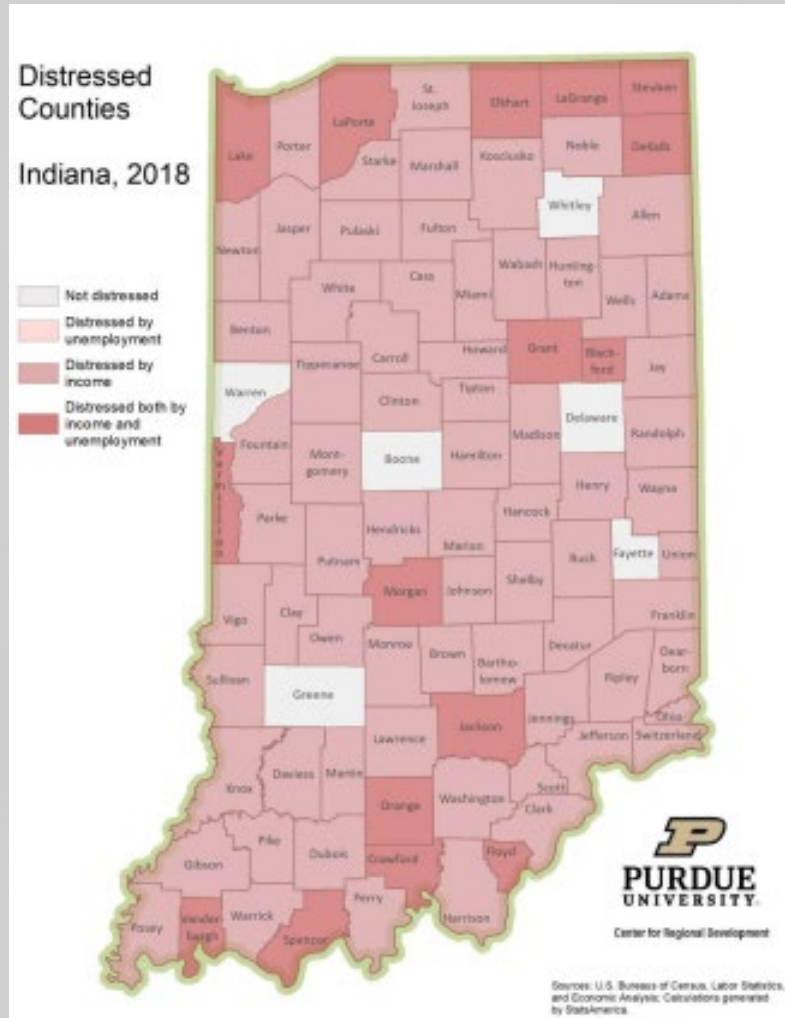 Distressed
Counties
Indiana, 2018
Not distressed
Distressed by
unemployment
Distressed by
income
Distressed both by
income and
unemployment
Lake
Porter
LaPorte
St.
Joseph
Elkhart
LaGrange
Steuben
Starke
Marshall
Kosciusko
Noble
DeKalb
Newton
Jasper
Pulaski
Fulton
Whitley
Allen
White
Cass
Miami
Wabash
Hunting-
ton
Wells
Adams
Benton
Tippecanoe
Carroll
Howard
Grant
Black-
ford
Jay
Warren
Clinton
Tipton
Delaware
Randolph
Fountain
Mont-
gomery
Boone
Hamilton
Madison
Vermillion
Parke
Putnam
Hendricks
Marion
Hancock
Henry
Wayne
Rush
Fayette
Union
Vigo
Clay
Owen
Morgan
Johnson
Shelby
Franklin
Sullivan
Greene
Monroe
Brown
Bartho-
lomew
Decatur
Ripley
Dear-
born
Knox
Daviess
Martin
Lawrence
Jackson
Jennings
Jefferson
Ohio
Switzerland
Gibson
Pike
Dubois
Orange
Washington
Scott
Clark
Posey
Vander-
burgh
Warrick
Spencer
Perry
Crawford
Harrison
Floyd
P
PURDUE
UNIVERSITY.
Center for Regional Development
Sources: U.S. Bureaus of Census, Labor Statistics,
and Economic Analysis; Calculations generated
by StatsAmerica.